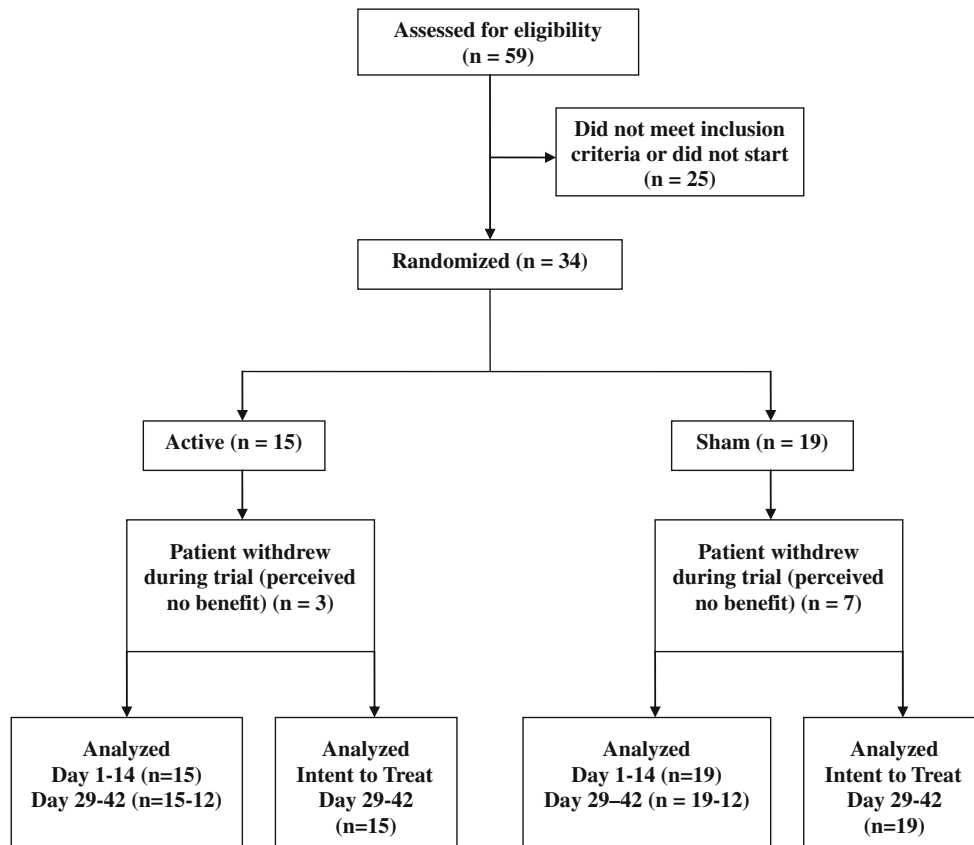 Assessed for eligibility
(n = 59)
Did not meet inclusion
criteria or did not start
(n = 25)
Randomized (n = 34)
Active (n = 15)
Sham (n = 19)
Patient withdrew
during trial (perceived
no benefit) (n = 3)
Patient withdrew
during trial (perceived
no benefit) (n = 7)
Analyzed
Day 1-14 (n=15)
Day 29-42 (n=15-12)
Analyzed
Intent to Treat
Day 29-42
(n=15)
Analyzed
Day 1-14 (n=19)
Day 29–42 (n = 19-12)
Analyzed
Intent to Treat
Day 29-42
(n=19)